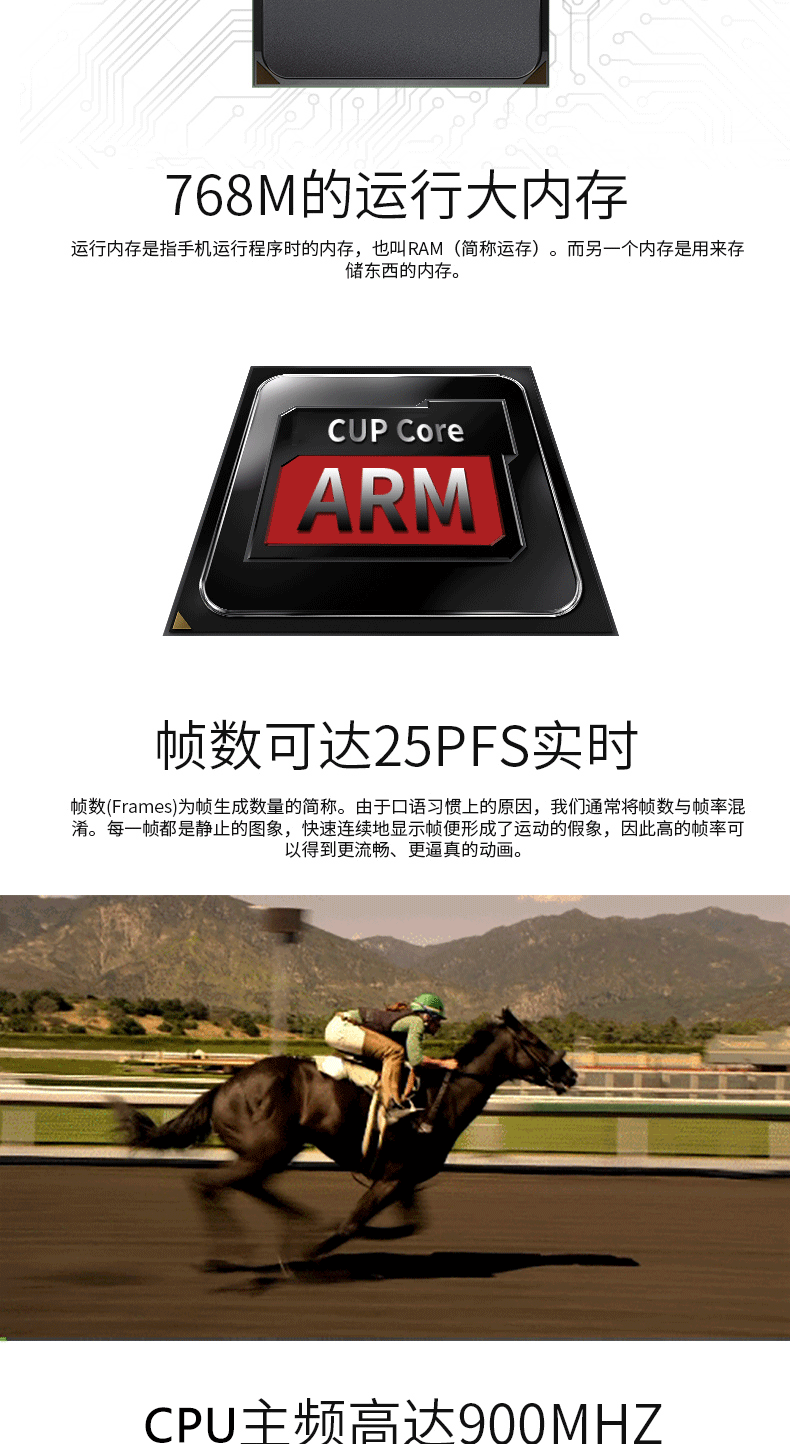 768M的运行大内存
运行内存是指手机运行程序时的内存，也叫RAM（简称运存）。而另一个内存是用来存
储东西的内存。
CUP Core
ARM
帧数可达25PFS实时
帧数(Frames)为帧生成数量的简称。由于口语习惯上的原因，我们通常将帧数与帧率混
淆。每一帧都是静止的图象，快速连续地显示帧便形成了运动的假象，因此高的帧率可
以得到更流畅、更逼真的动画。
CPU主频高达900MHZ